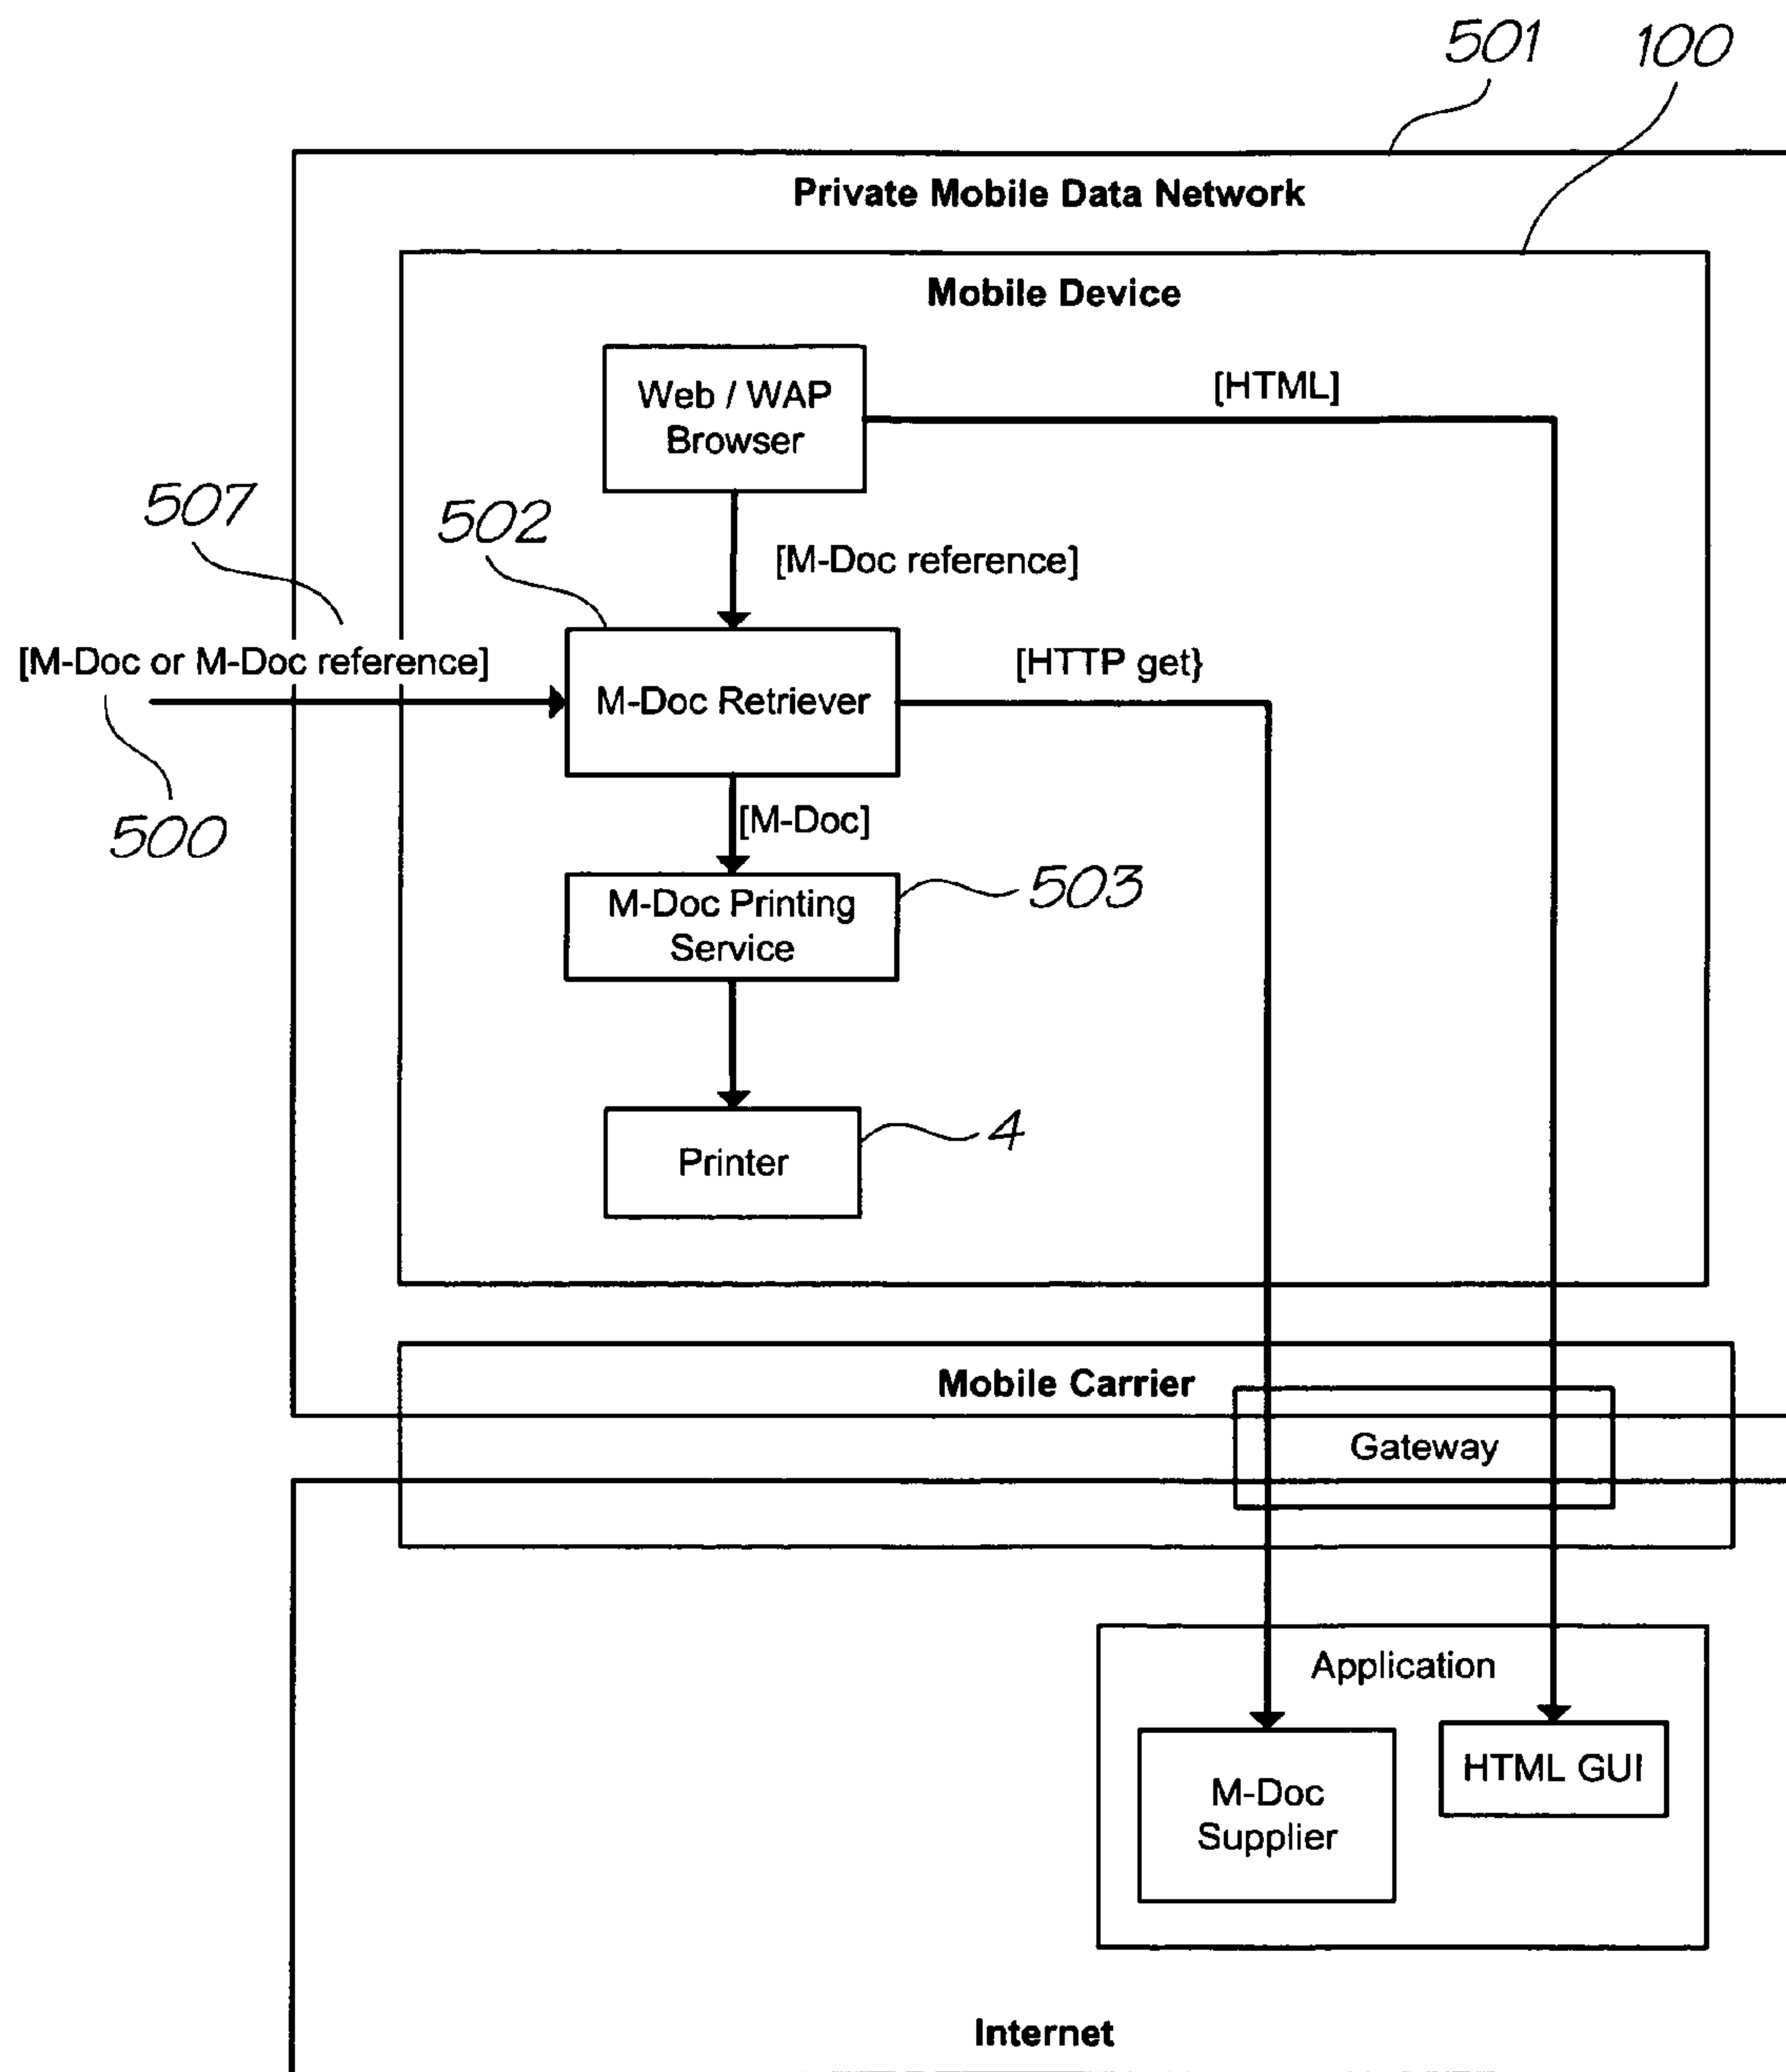 501
100
Private Mobile Data Network
Mobile Device
Web / WAP
Browser
[HTML]
507
502
[M-Doc reference]
[M-Doc or M-Doc reference]
M-Doc Retriever
[HTTP get}
500
[M-Doc]
M-Doc Printing
Service
503
Printer
4
Mobile Carrier
Gateway
Application
M-Doc
Supplier
HTML GUI
Internet